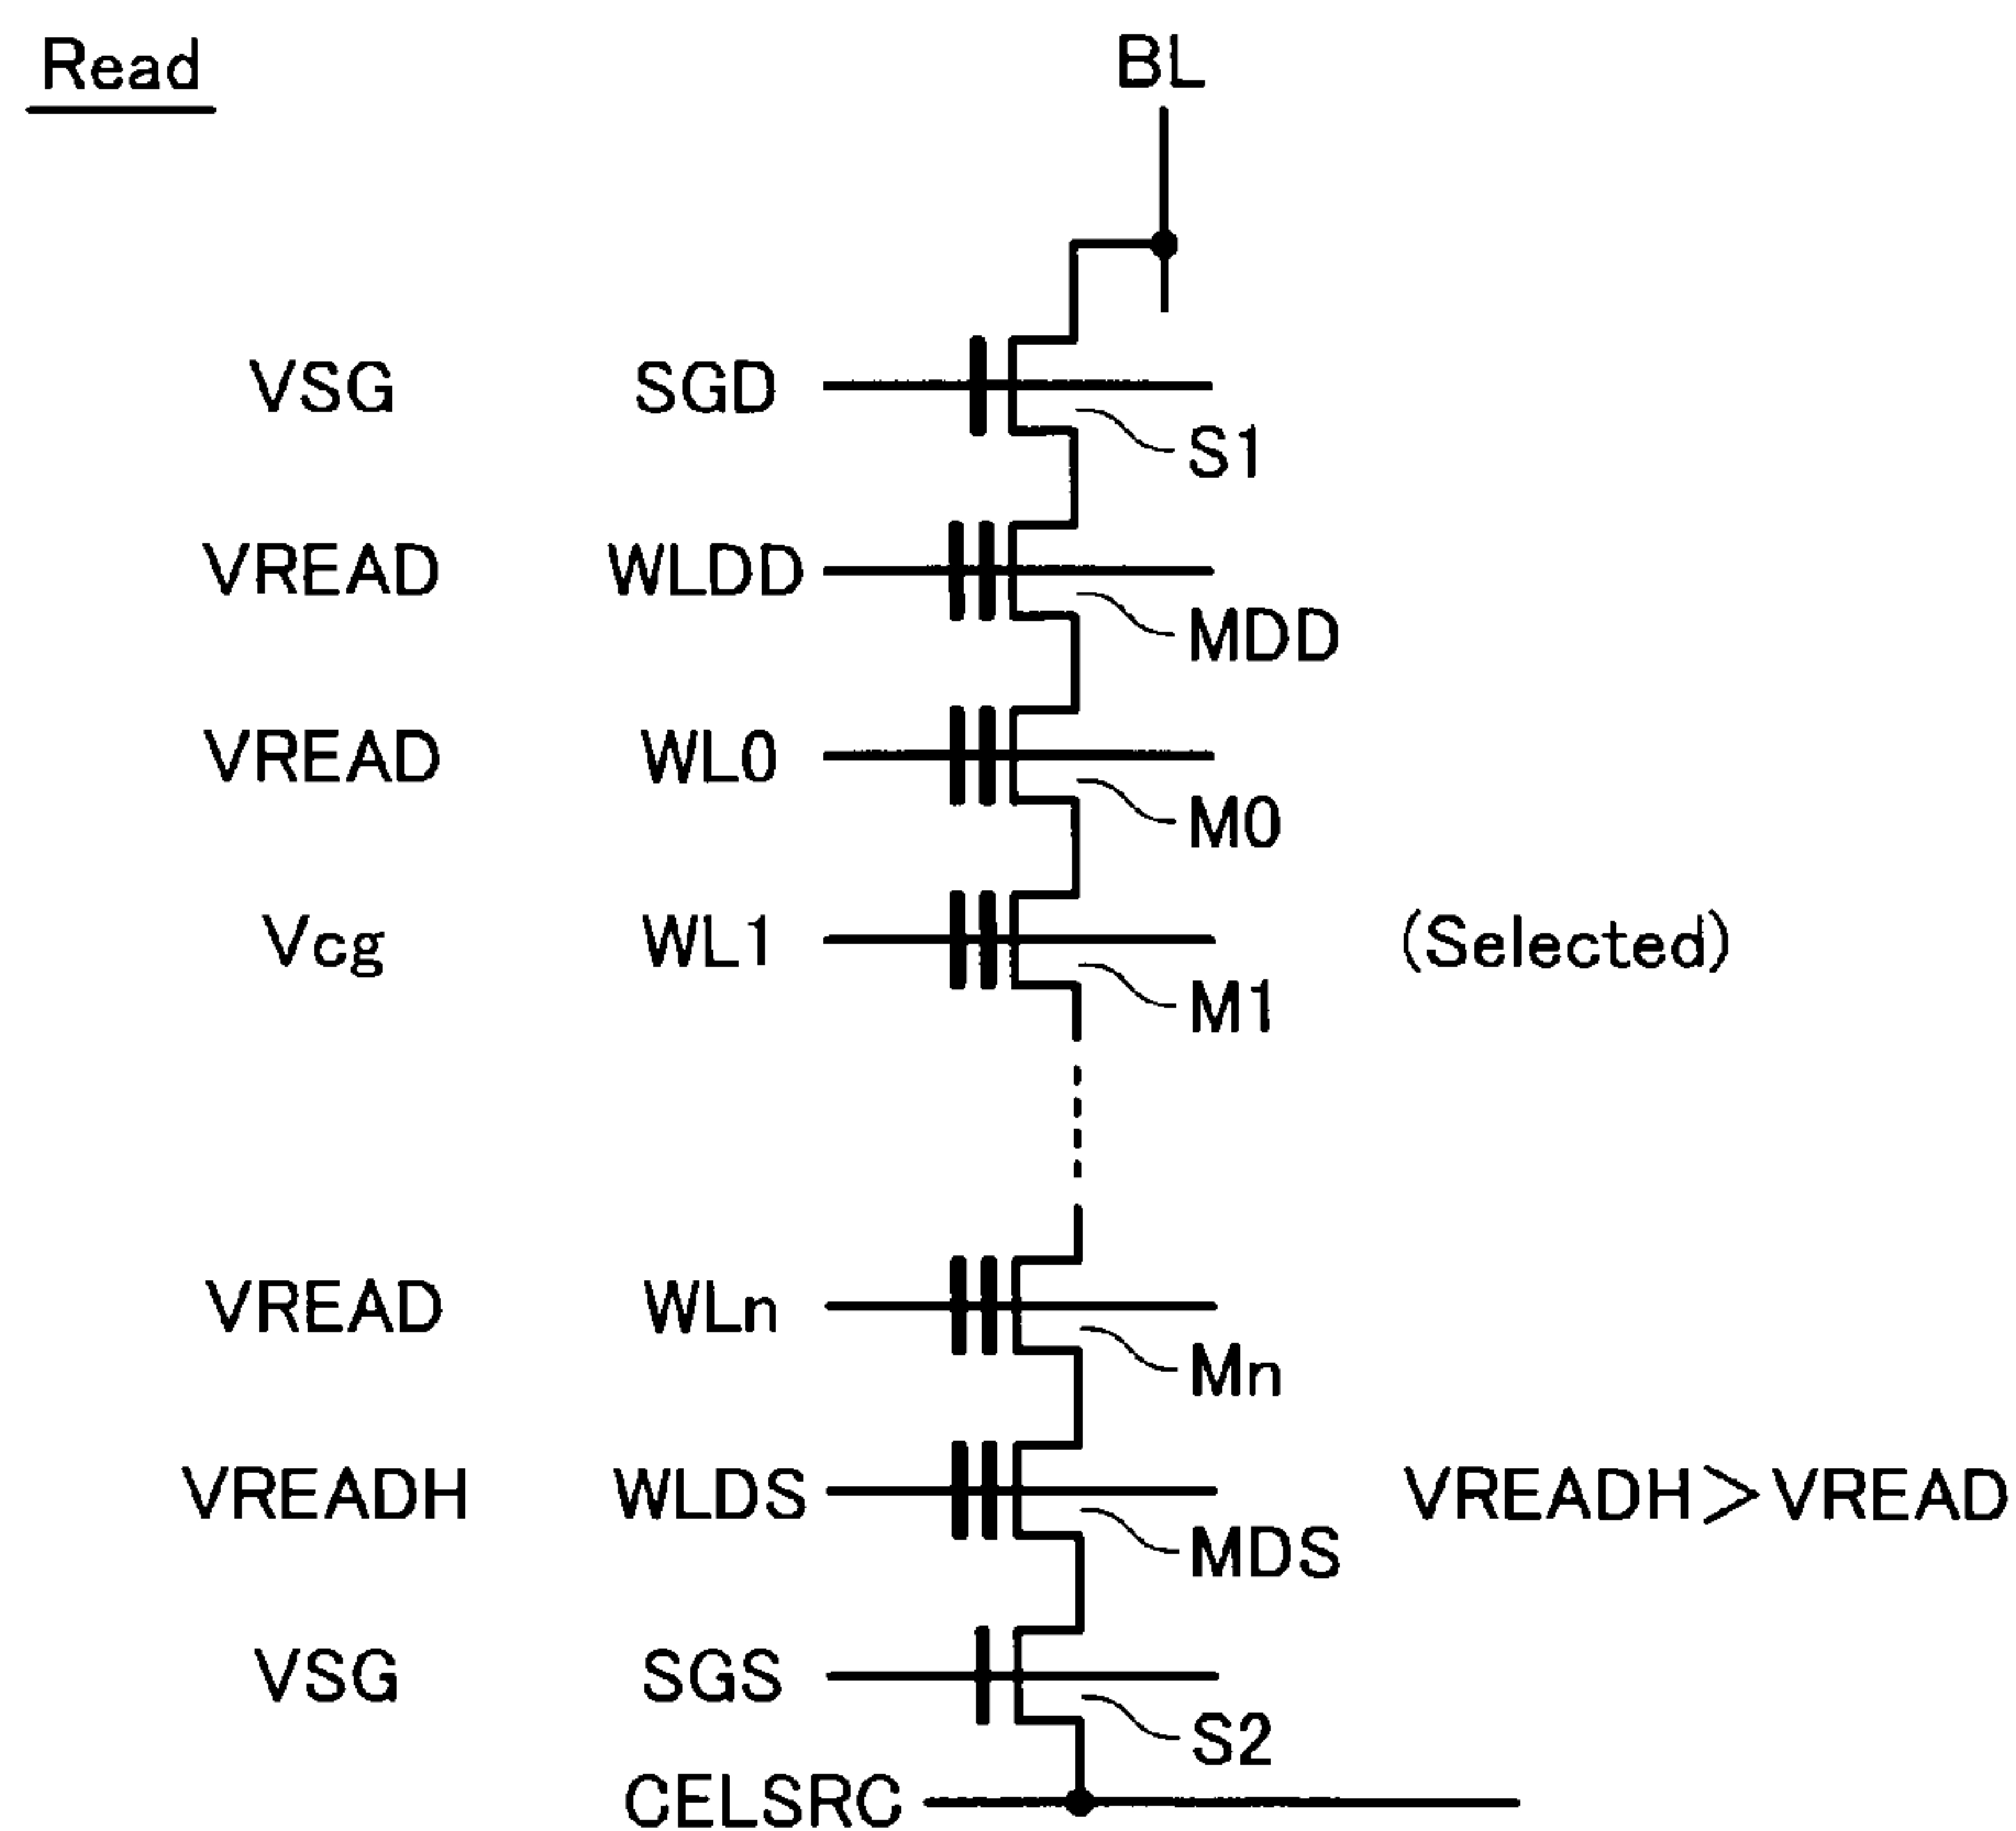 Read
BL
VSG SGD
S1
VREAD WLDD
MDD
VREAD WL0
M0
Vcg WL1 (Selected)
M1
VREAD WLn
Mn
VREADH WLDS VREADH>VREAD
MDS
VSG SGS
S2
CELSRC